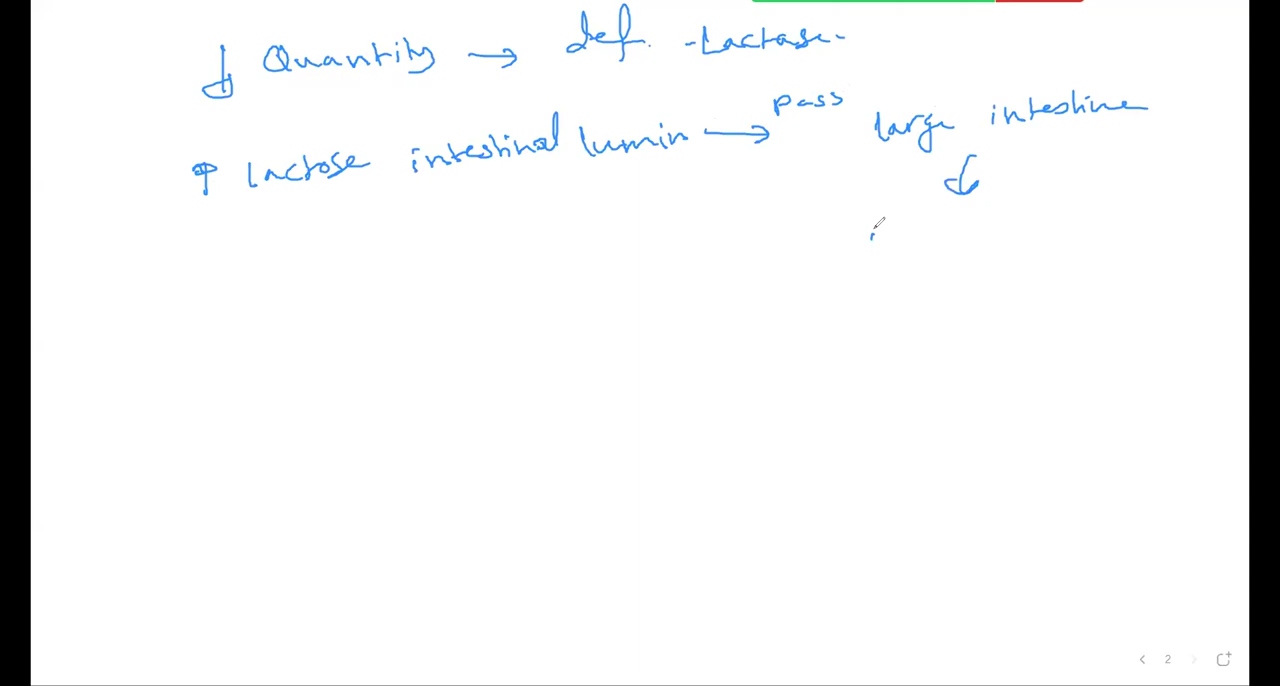 ↓ Quantity → def. -Lactase-
↑ Lactose intestinal lumin → pass large intestine
↓
2